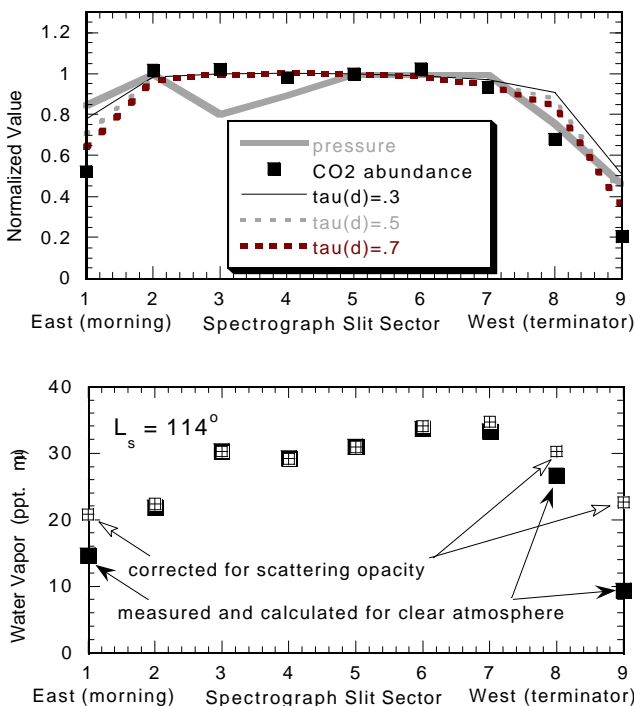 1.4
1.2
1
0.8
0.6
0.4
0.2
0
Normalized Value
pressure
CO2 abundance
tau(d)=.3
tau(d)=.5
tau(d)=.7
1 2 3 4 5 6 7 8 9
East (morning) Spectrograph Slit Sector West (terminator)
40
30
20
10
0
Water Vapor (ppt. μ)
L_s = 114°
corrected for scattering opacity
measured and calculated for clear atmosphere
1 2 3 4 5 6 7 8 9
East (morning) Spectrograph Slit Sector West (terminator)